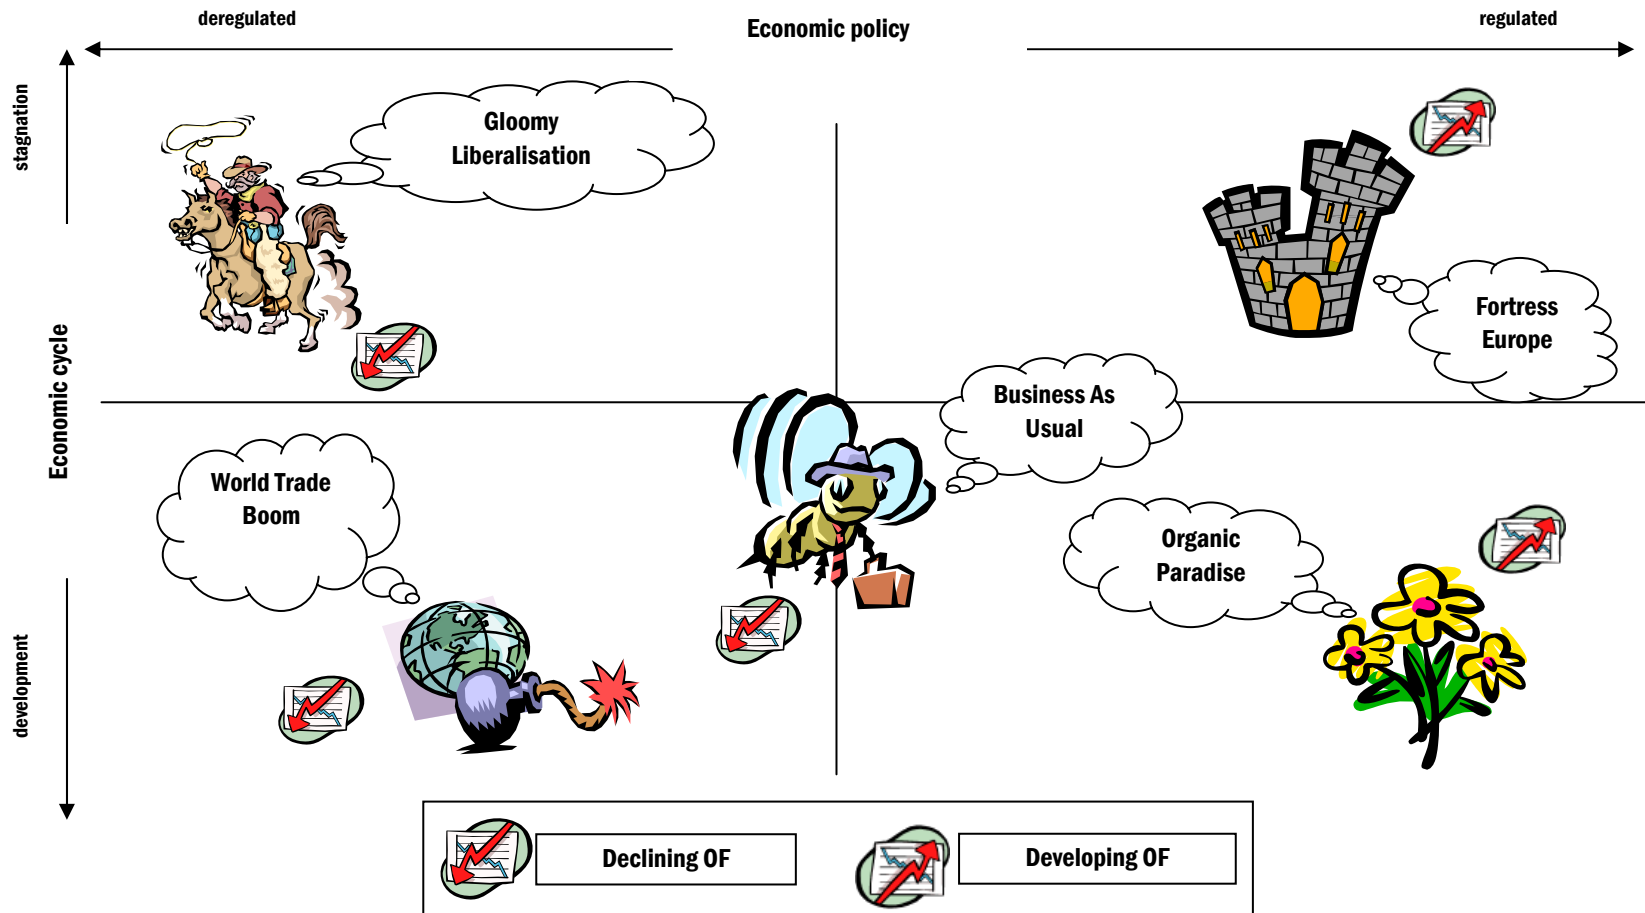 deregulated
Economic policy
regulated
stagnation
Economic cycle
development
Gloomy
Liberalisation
Fortress
Europe
Business As
Usual
World Trade
Boom
Organic
Paradise
Declining OF
Developing OF